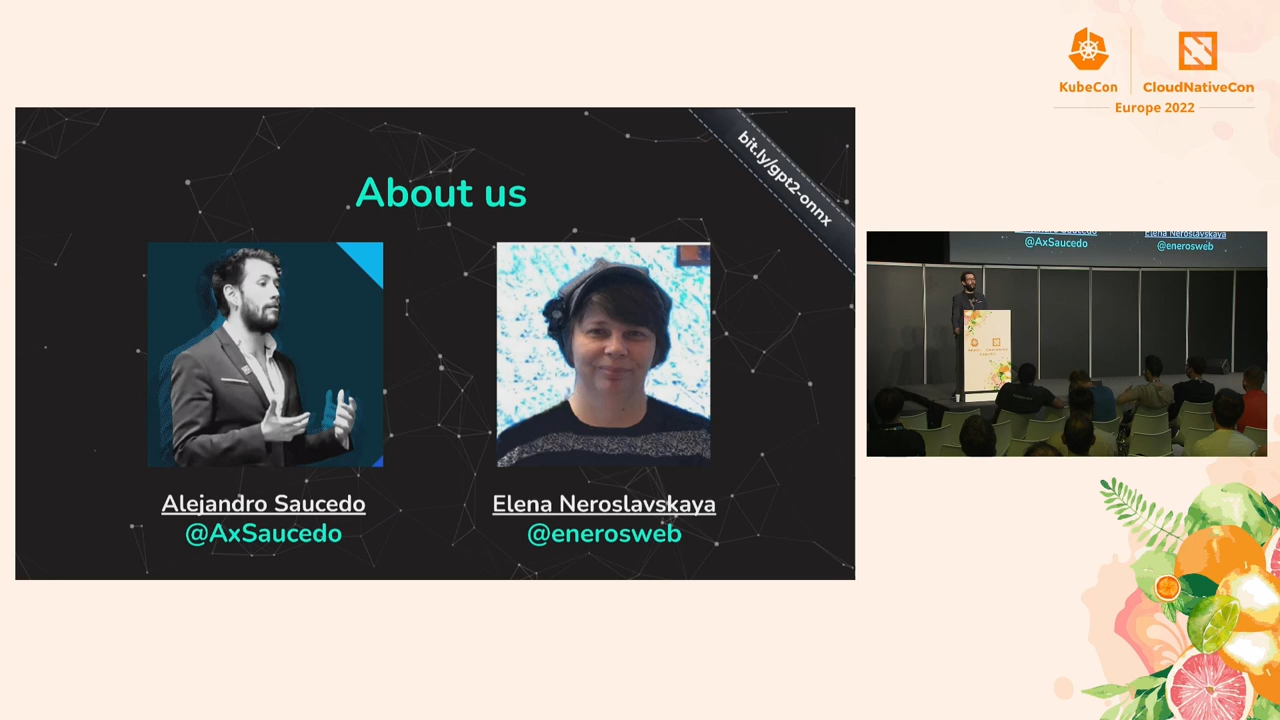 KubeCon
CloudNativeCon
Europe 2022
bit.ly/gpt2-onnx
About us
Alejandro Saucedo
@AxSaucedo
Elena Neroslavskaya
@enerosweb
Elena Neroslavskaya
@AxSaucedo
@enerosweb